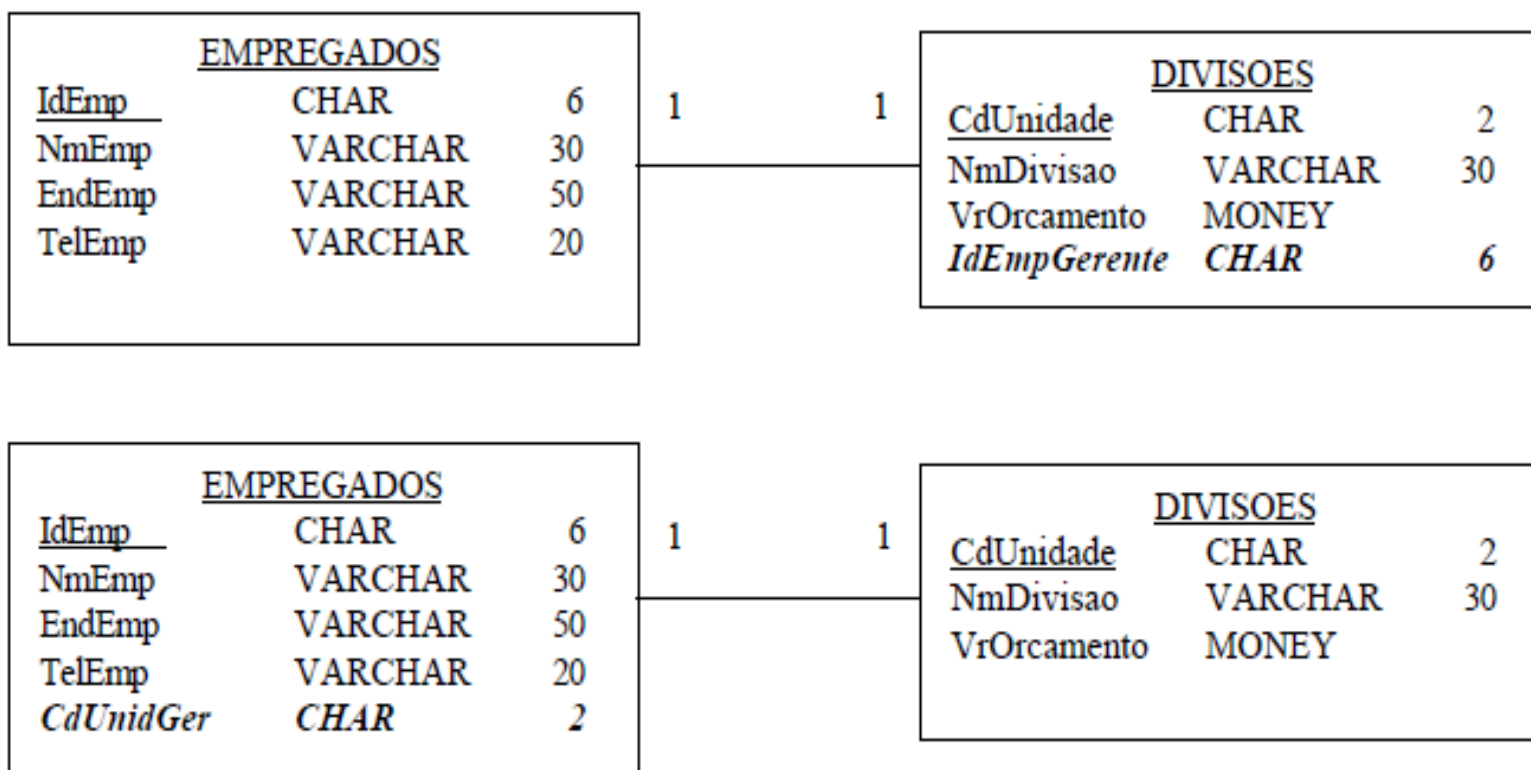 EMPREGADOS
IdEmp CHAR 6
NmEmp VARCHAR 30
EndEmp VARCHAR 50
TelEmp VARCHAR 20
1 1
DIVISOES
CdUnidade CHAR 2
NmDivisao VARCHAR 30
VrOrcamento MONEY
IdEmpGerente CHAR 6
EMPREGADOS
IdEmp CHAR 6
NmEmp VARCHAR 30
EndEmp VARCHAR 50
TelEmp VARCHAR 20
CdUnidGer CHAR 2
1 1
DIVISOES
CdUnidade CHAR 2
NmDivisao VARCHAR 30
VrOrcamento MONEY